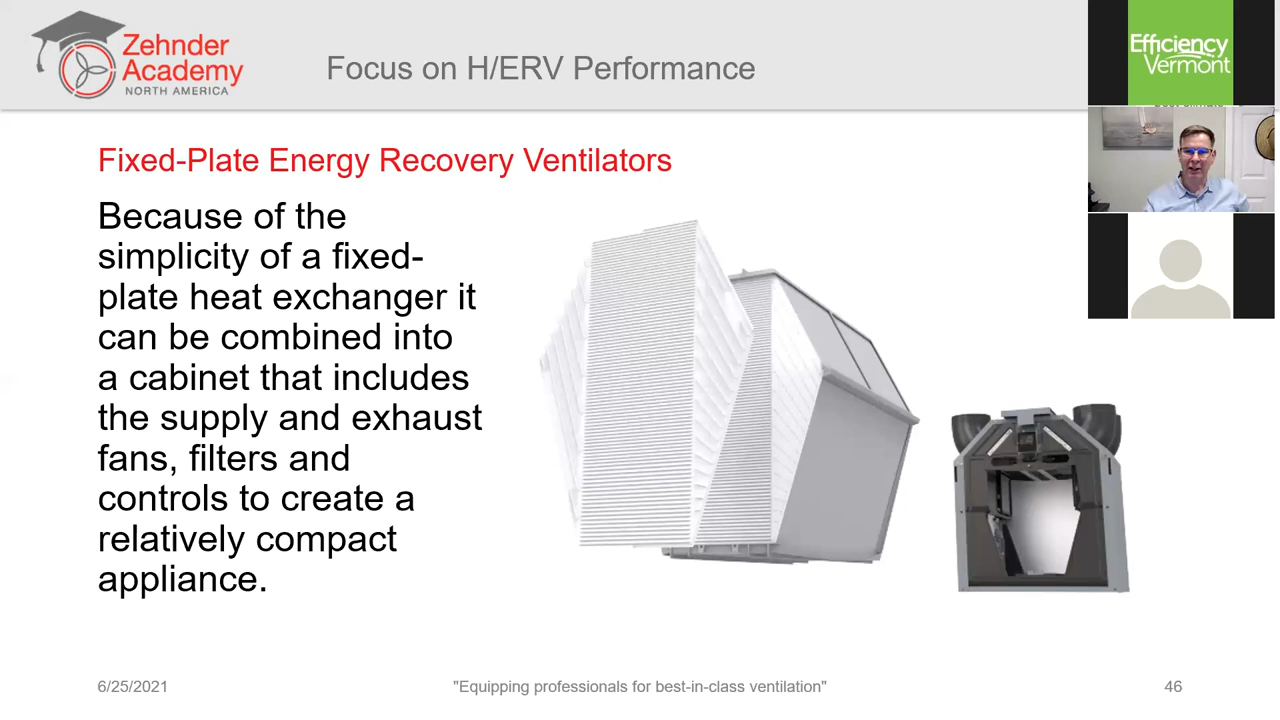 Zehnder
Academy
NORTH AMERICA
Focus on H/ERV Performance
Efficiency
Vermont
Fixed-Plate Energy Recovery Ventilators
Because of the
simplicity of a fixed-
plate heat exchanger it
can be combined into
a cabinet that includes
the supply and exhaust
fans, filters and
controls to create a
relatively compact
appliance.
6/25/2021
"Equipping professionals for best-in-class ventilation"
46